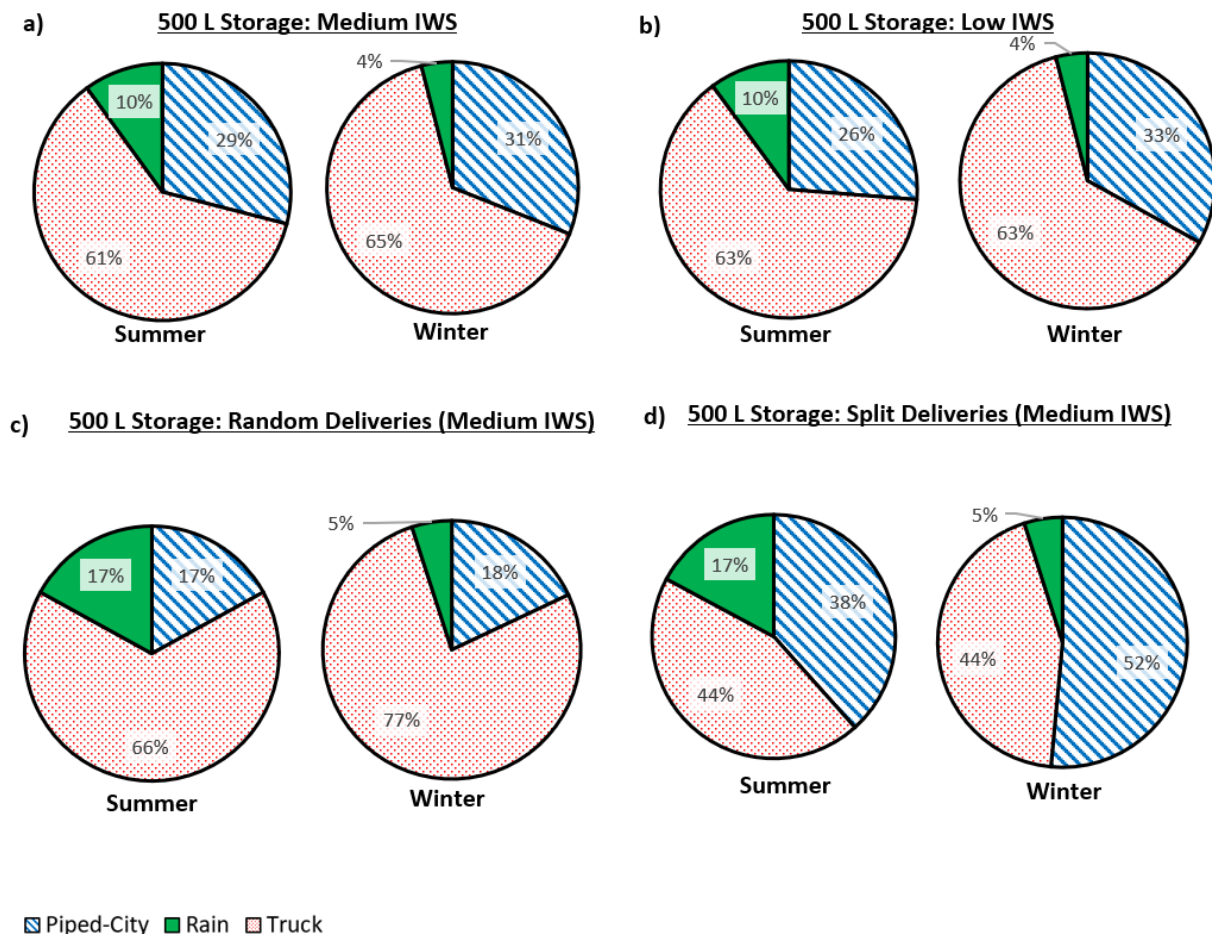 a) 500 L Storage: Medium IWS
10%
29%
61%
Summer
4%
31%
65%
Winter
b) 500 L Storage: Low IWS
10%
26%
63%
Summer
4%
33%
63%
Winter
c) 500 L Storage: Random Deliveries (Medium IWS)
17%
17%
66%
Summer
5%
18%
77%
Winter
d) 500 L Storage: Split Deliveries (Medium IWS)
17%
38%
44%
Summer
5%
44%
52%
Winter
Piped-City Rain Truck